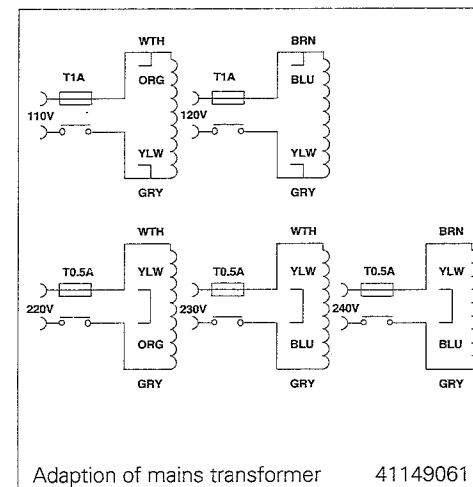 WTH BRN
T1A ORG T1A BLU
110V 120V
YLW YLW
GRY GRY
WTH WTH BRN
T0.5A YLW T0.5A YLW T0.5A YLW
220V 230V 240V
ORG BLU BLU
GRY GRY GRY
Adaption of mains transformer 41149061